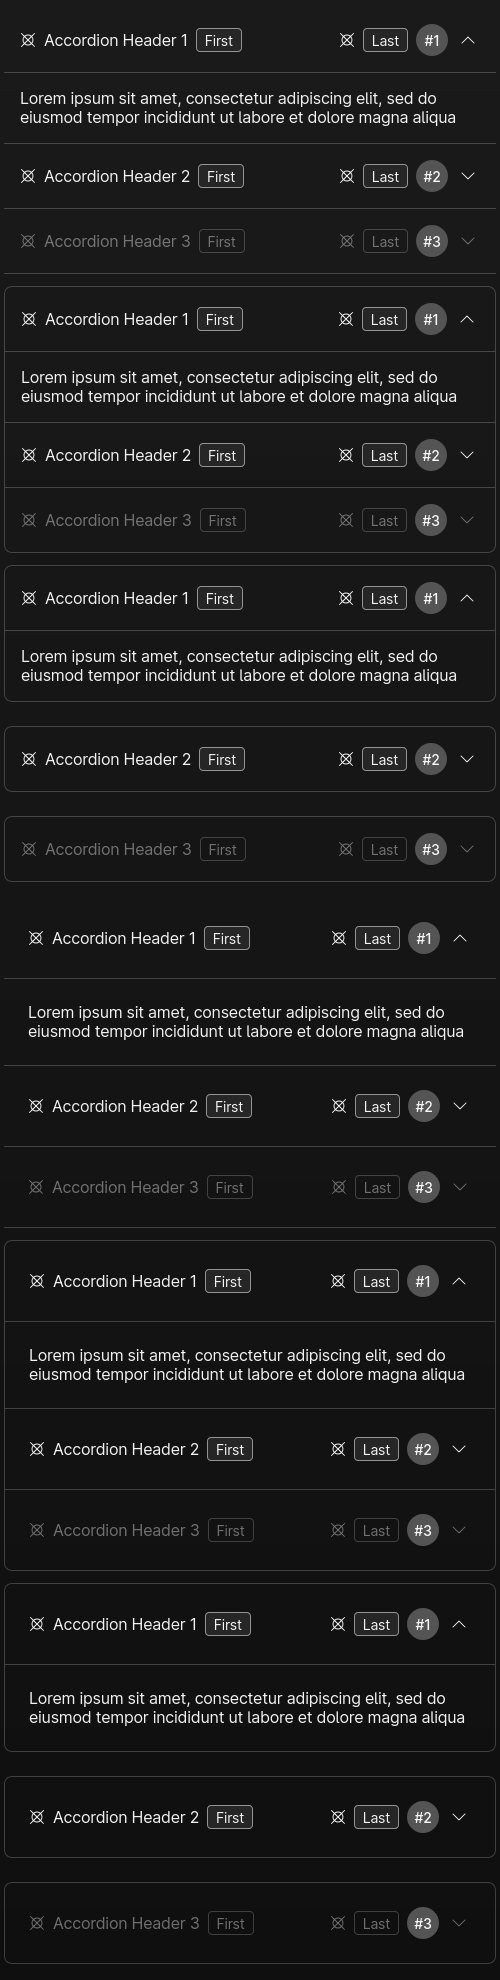 Accordion Header 1 First Last #1
Lorem ipsum sit amet, consectetur adipiscing elit, sed do
eiusmod tempor incididunt ut labore et dolore magna aliqua
Accordion Header 2 First Last #2
Accordion Header 3 First Last #3
Accordion Header 1 First Last #1
Lorem ipsum sit amet, consectetur adipiscing elit, sed do
eiusmod tempor incididunt ut labore et dolore magna aliqua
Accordion Header 2 First Last #2
Accordion Header 3 First Last #3
Accordion Header 1 First Last #1
Lorem ipsum sit amet, consectetur adipiscing elit, sed do
eiusmod tempor incididunt ut labore et dolore magna aliqua
Accordion Header 2 First Last #2
Accordion Header 3 First Last #3
Accordion Header 1 First Last #1
Lorem ipsum sit amet, consectetur adipiscing elit, sed do
eiusmod tempor incididunt ut labore et dolore magna aliqua
Accordion Header 2 First Last #2
Accordion Header 3 First Last #3
Accordion Header 1 First Last #1
Lorem ipsum sit amet, consectetur adipiscing elit, sed do
eiusmod tempor incididunt ut labore et dolore magna aliqua
Accordion Header 2 First Last #2
Accordion Header 3 First Last #3
Accordion Header 1 First Last #1
Lorem ipsum sit amet, consectetur adipiscing elit, sed do
eiusmod tempor incididunt ut labore et dolore magna aliqua
Accordion Header 2 First Last #2
Accordion Header 3 First Last #3